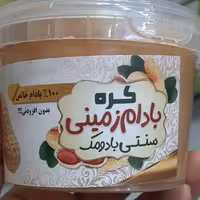 کره
بادام زمینی
سنتی بادومک
۱۰۰٪ بادام خالص
بدون افزودنی!!!